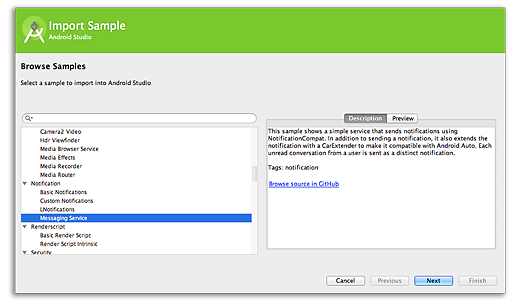 Import Sample
Android Studio
Browse Samples
Select a sample to import into Android Studio
Camera2 Video
Hdr Viewfinder
Media Browser Service
Media Effects
Media Recorder
Media Router
Notification
Basic Notifications
Custom Notifications
LNotifications
Messaging Service
Renderscript
Basic Render Script
Render Script Intrinsic
Security
Description Preview
This sample shows a simple service that sends notifications using
NotificationCompat. In addition to sending a notification, it also extends the
notification with a CarExtender to make it compatible with Android Auto. Each
unread conversation from a user is sent as a distinct notification.
Tags: notification
Browse source in GitHub
Cancel Previous Next Finish